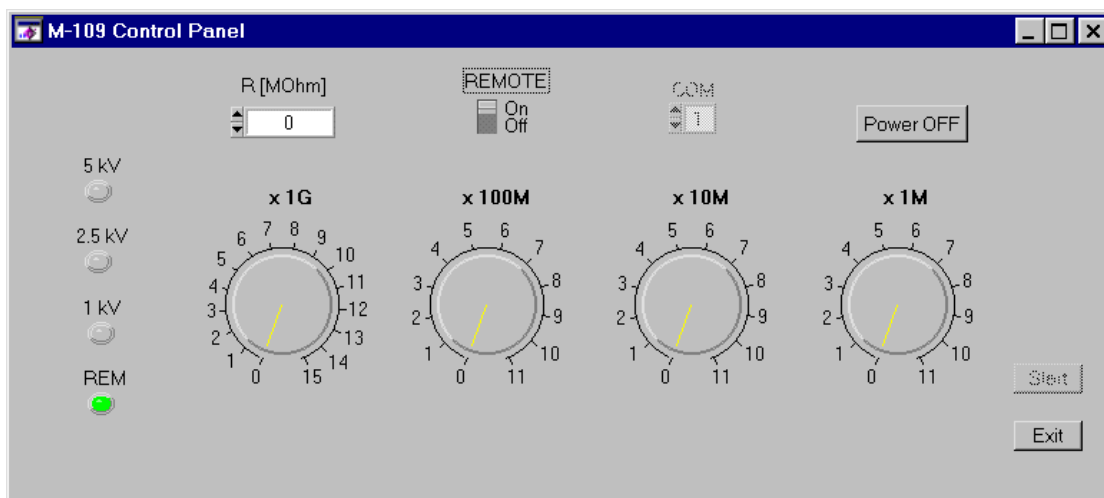 M-109 Control Panel
R [MOhm]
0
REMOTE
On
Off
COM
1
Power OFF
5 kV
2.5 kV
1 kV
REM
x 1G
0 1 2 3 4 5 6 7 8 9 10 11 12 13 14 15
x 100M
0 1 2 3 4 5 6 7 8 9 10 11
x 10M
0 1 2 3 4 5 6 7 8 9 10 11
x 1M
0 1 2 3 4 5 6 7 8 9 10 11
Start
Exit